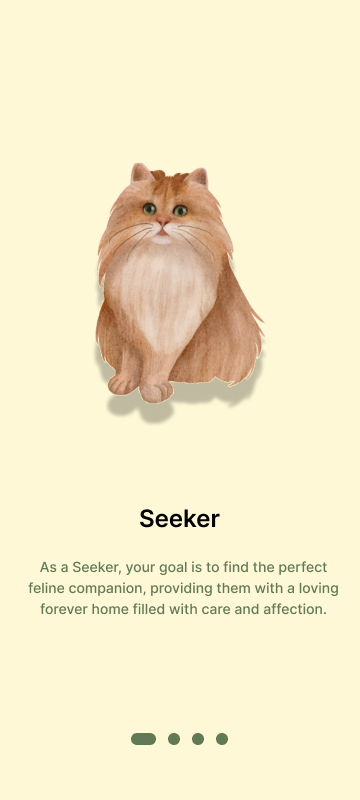 Seeker
As a Seeker, your goal is to find the perfect
feline companion, providing them with a loving
forever home filled with care and affection.